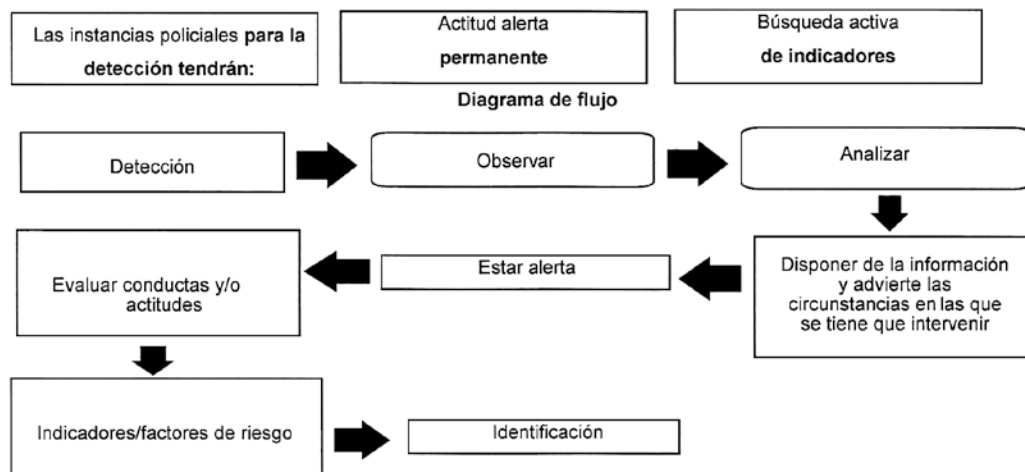 Las instancias policiales para la
detección tendrán:
Actitud alerta
permanente
Búsqueda activa
de indicadores
Diagrama de flujo
Detección
Observar
Analizar
Disponer de la información
y advierte las
circunstancias en las que
se tiene que intervenir
Estar alerta
Evaluar conductas y/o
actitudes
Indicadores/factores de riesgo
Identificación